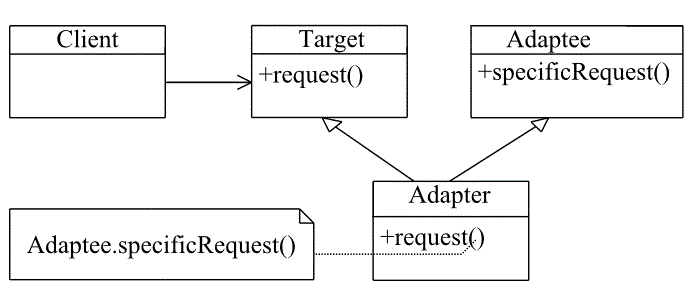 Client
Target
+request()
Adaptee
+specificRequest()
Adapter
+request()
Adaptee.specificRequest()